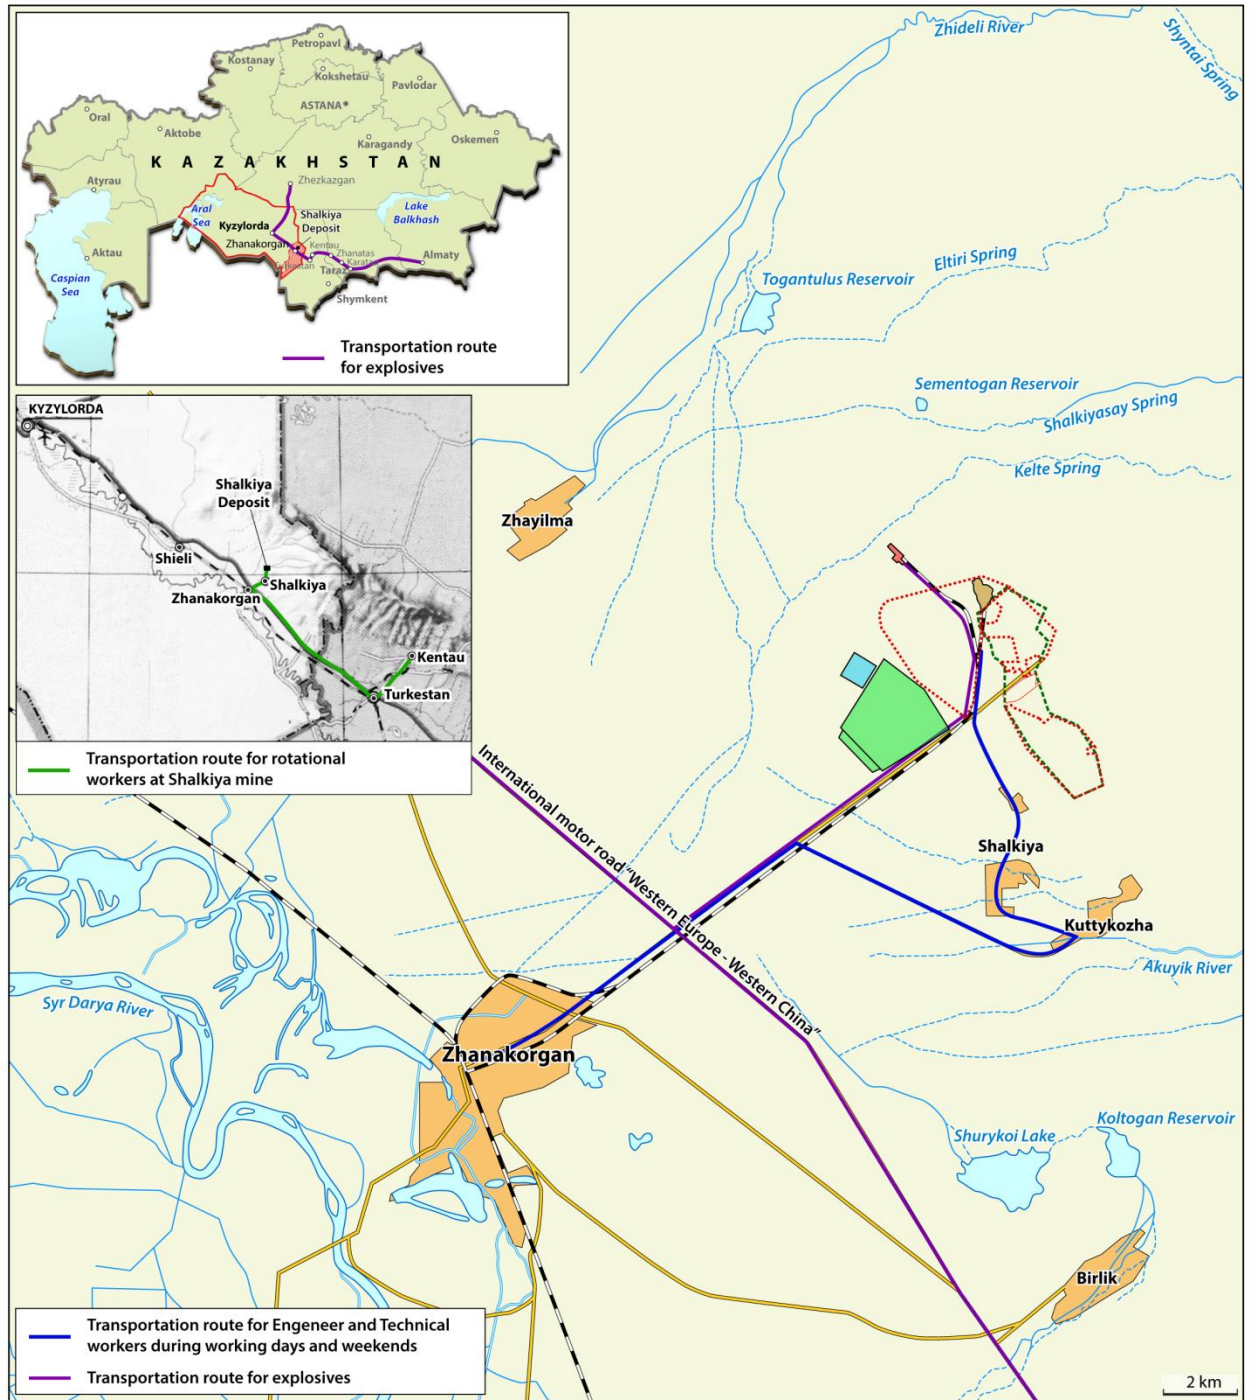 Petropavl
Kostanay
Kokshetau
Pavlodar
ASTANA
Oral
Aktobe
Karagandy
Oskemen
KAZAKHSTAN
Atyrau
Zhezkazgan
Aral
Sea
Shalkiya
Deposit
Lake
Balkhash
Kyzylorda
Zhanakorgan
Kentau
Zhanatas
Karatau
Turkestan
Taraz
Almaty
Aktau
Caspian
Sea
Shymkent
Transportation route
for explosives
KYZYLORDA
Shalkiya
Deposit
Shieli
Shalkiya
Zhanakorgan
Kentau
Turkestan
Transportation route for rotational
workers at Shalkiya mine
Zhideli River
Shyntai Spring
Eltiri Spring
Togantulus Reservoir
Sementogan Reservoir
Shalkiyasay Spring
Kelte Spring
Zhayilma
International motor road "Western Europe - Western China"
Shalkiya
Kuttykozha
Akuyik River
Syr Darya River
Zhanakorgan
Koltogan Reservoir
Shurykoi Lake
Birlik
Transportation route for Engeneer and Technical
workers during working days and weekends
Transportation route for explosives
2 km